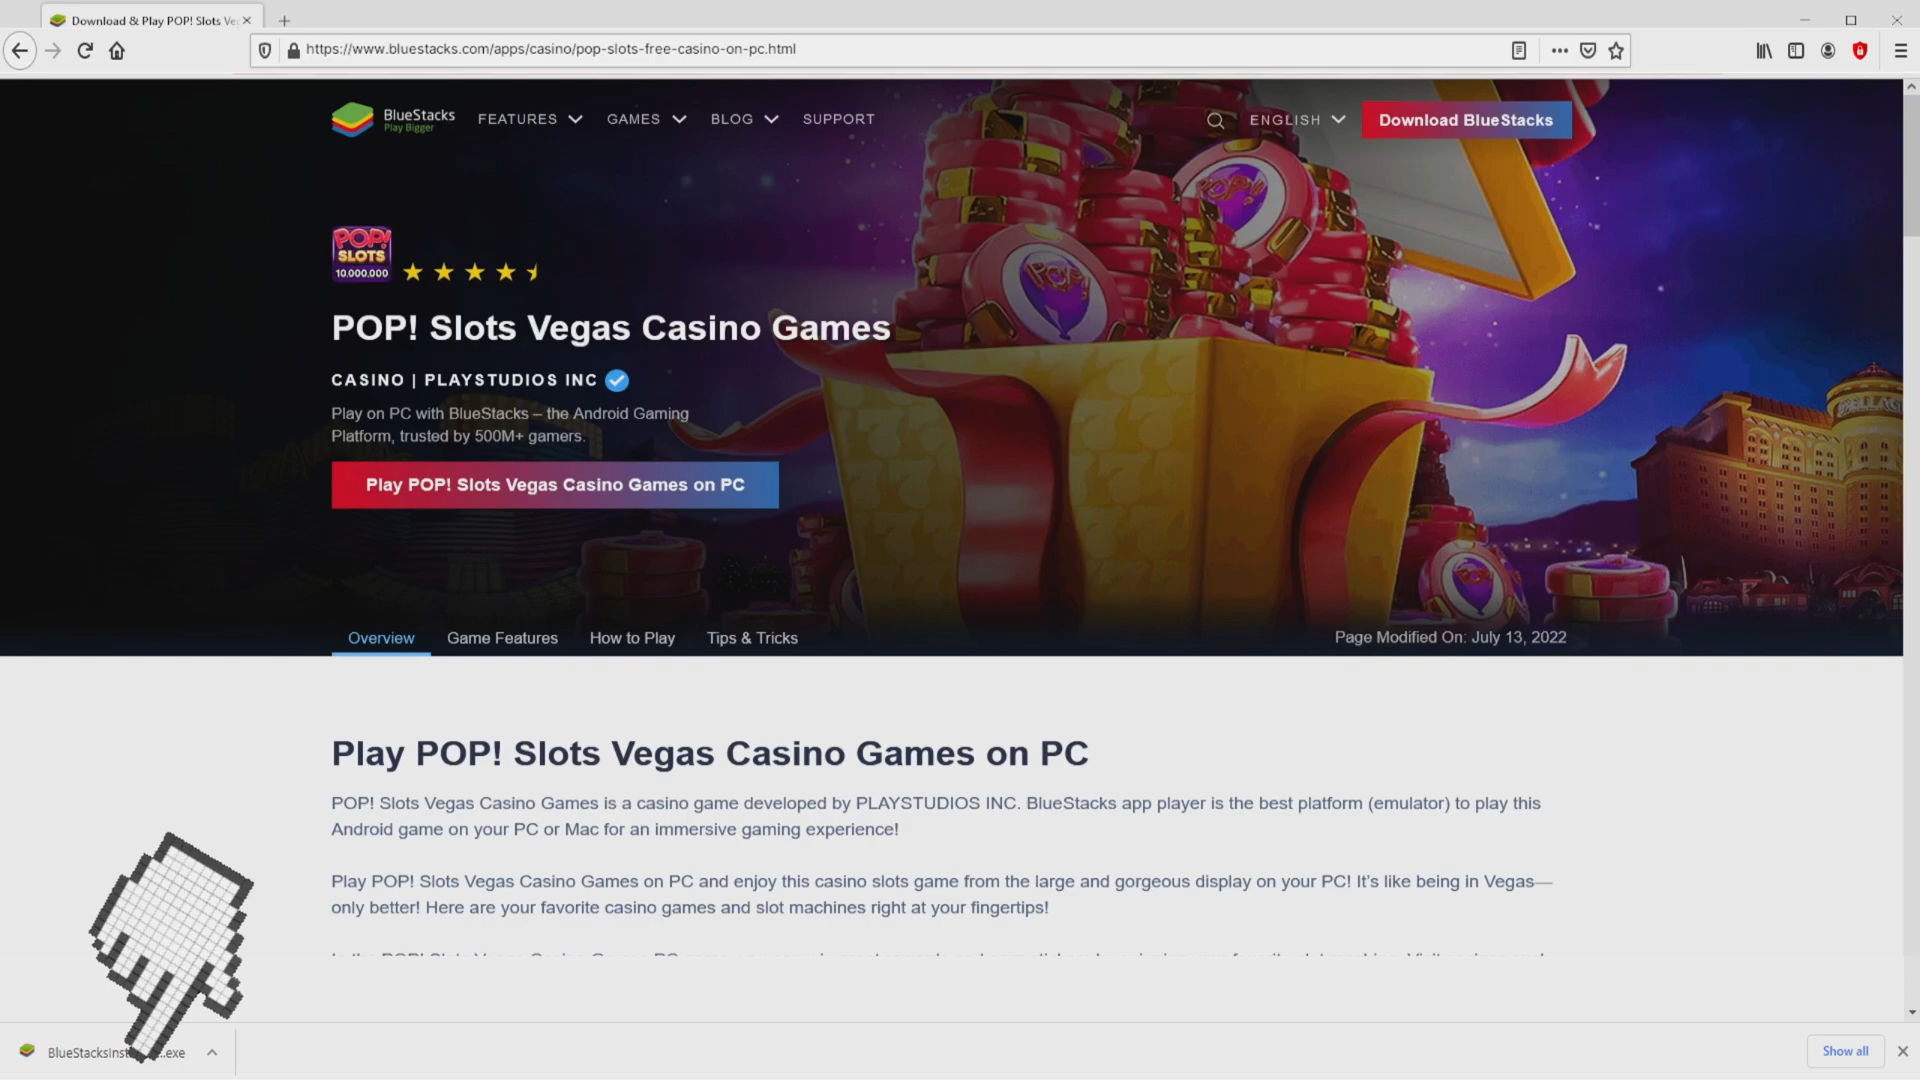 Download & Play POP! Slots Ve
https://www.bluestacks.com/apps/casino/pop-slots-free-casino-on-pc.html
BlueStacks
Play Bigger
FEATURES
GAMES
BLOG
SUPPORT
ENGLISH
Download BlueStacks
POP!
SLOTS
10.000.000
POP! Slots Vegas Casino Games
CASINO | PLAYSTUDIOS INC
Play on PC with BlueStacks – the Android Gaming
Platform, trusted by 500M+ gamers.
Play POP! Slots Vegas Casino Games on PC
POP!
POP!
POP!
Overview
Game Features
How to Play
Tips & Tricks
Page Modified On: July 13, 2022
Play POP! Slots Vegas Casino Games on PC
POP! Slots Vegas Casino Games is a casino game developed by PLAYSTUDIOS INC. BlueStacks app player is the best platform (emulator) to play this
Android game on your PC or Mac for an immersive gaming experience!
Play POP! Slots Vegas Casino Games on PC and enjoy this casino slots game from the large and gorgeous display on your PC! It’s like being in Vegas—
only better! Here are your favorite casino games and slot machines right at your fingertips!
BlueStacksInst .exe
Show all